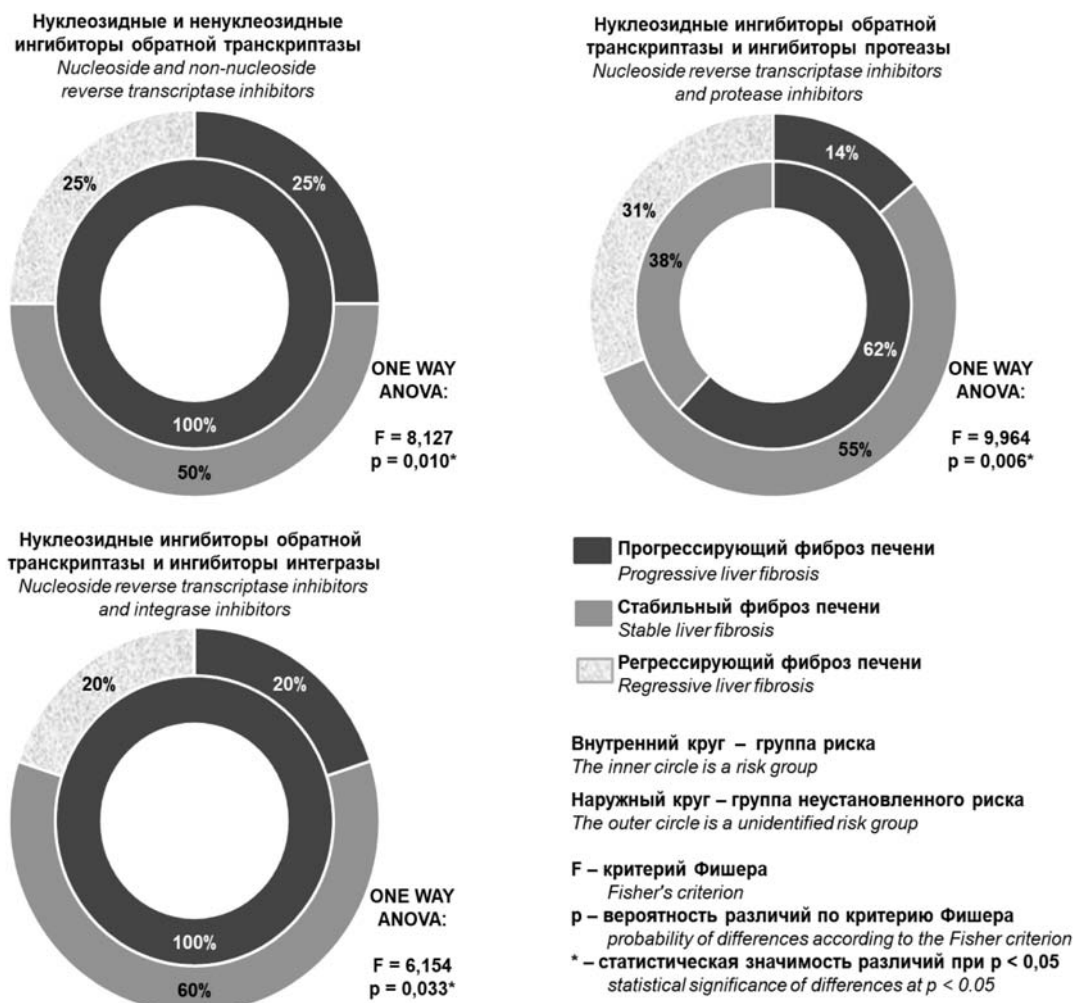 Нуклеозидные и ненуклеозидные
ингибиторы обратной транскриптазы
Nucleoside and non-nucleoside
reverse transcriptase inhibitors
25%
25%
100%
50%
ONE WAY
ANOVA:
F = 8,127
p = 0,010*
Нуклеозидные ингибиторы обратной
транскриптазы и ингибиторы протеазы
Nucleoside reverse transcriptase inhibitors
and protease inhibitors
14%
31%
38%
62%
55%
ONE WAY
ANOVA:
F = 9,964
p = 0,006*
Нуклеозидные ингибиторы обратной
транскриптазы и ингибиторы интегразы
Nucleoside reverse transcriptase inhibitors
and integrase inhibitors
20%
20%
100%
60%
ONE WAY
ANOVA:
F = 6,154
p = 0,033*
Прогрессирующий фиброз печени
Progressive liver fibrosis
Стабильный фиброз печени
Stable liver fibrosis
Регрессирующий фиброз печени
Regressive liver fibrosis
Внутренний круг – группа риска
The inner circle is a risk group
Наружный круг – группа неустановленного риска
The outer circle is a unidentified risk group
F – критерий Фишера
Fisher's criterion
p – вероятность различий по критерию Фишера
probability of differences according to the Fisher criterion
* – статистическая значимость различий при p < 0,05
statistical significance of differences at p < 0.05